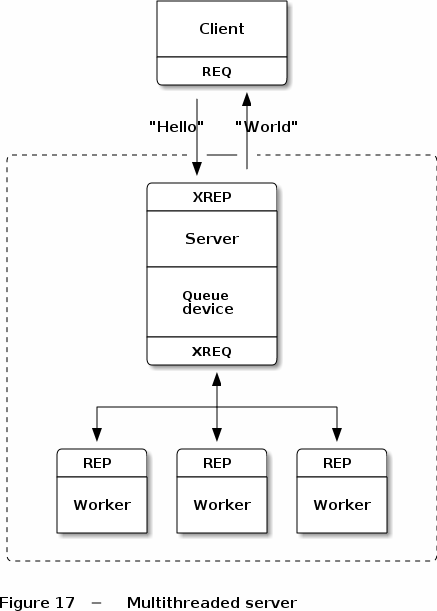 Client
REQ
"Hello" "World"
XREP
Server
Queue
device
XREQ
REP REP REP
Worker Worker Worker
Figure 17 — Multithreaded server